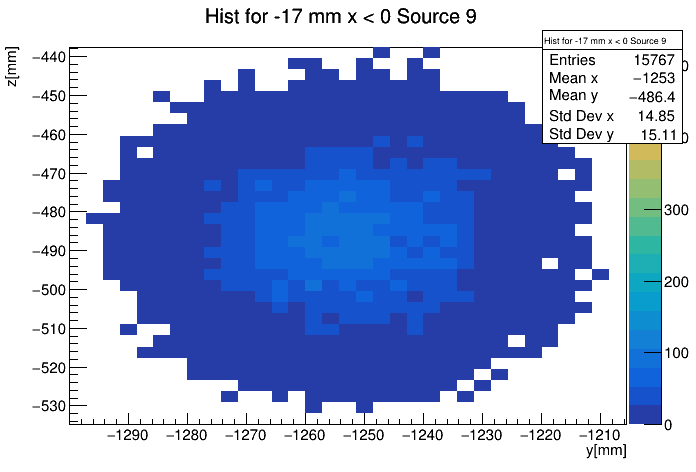 Hist for -17 mm x < 0 Source 9
Hist for -17 mm x < 0 Source 9
Entries 15767
Mean x −1253
Mean y −486.4
Std Dev x 14.85
Std Dev y 15.11
z[mm]
−440
−450
−460
−470
−480
−490
−500
−510
−520
−530
−1290 −1280 −1270 −1260 −1250 −1240 −1230 −1220 −1210
y[mm]
300
200
100
0